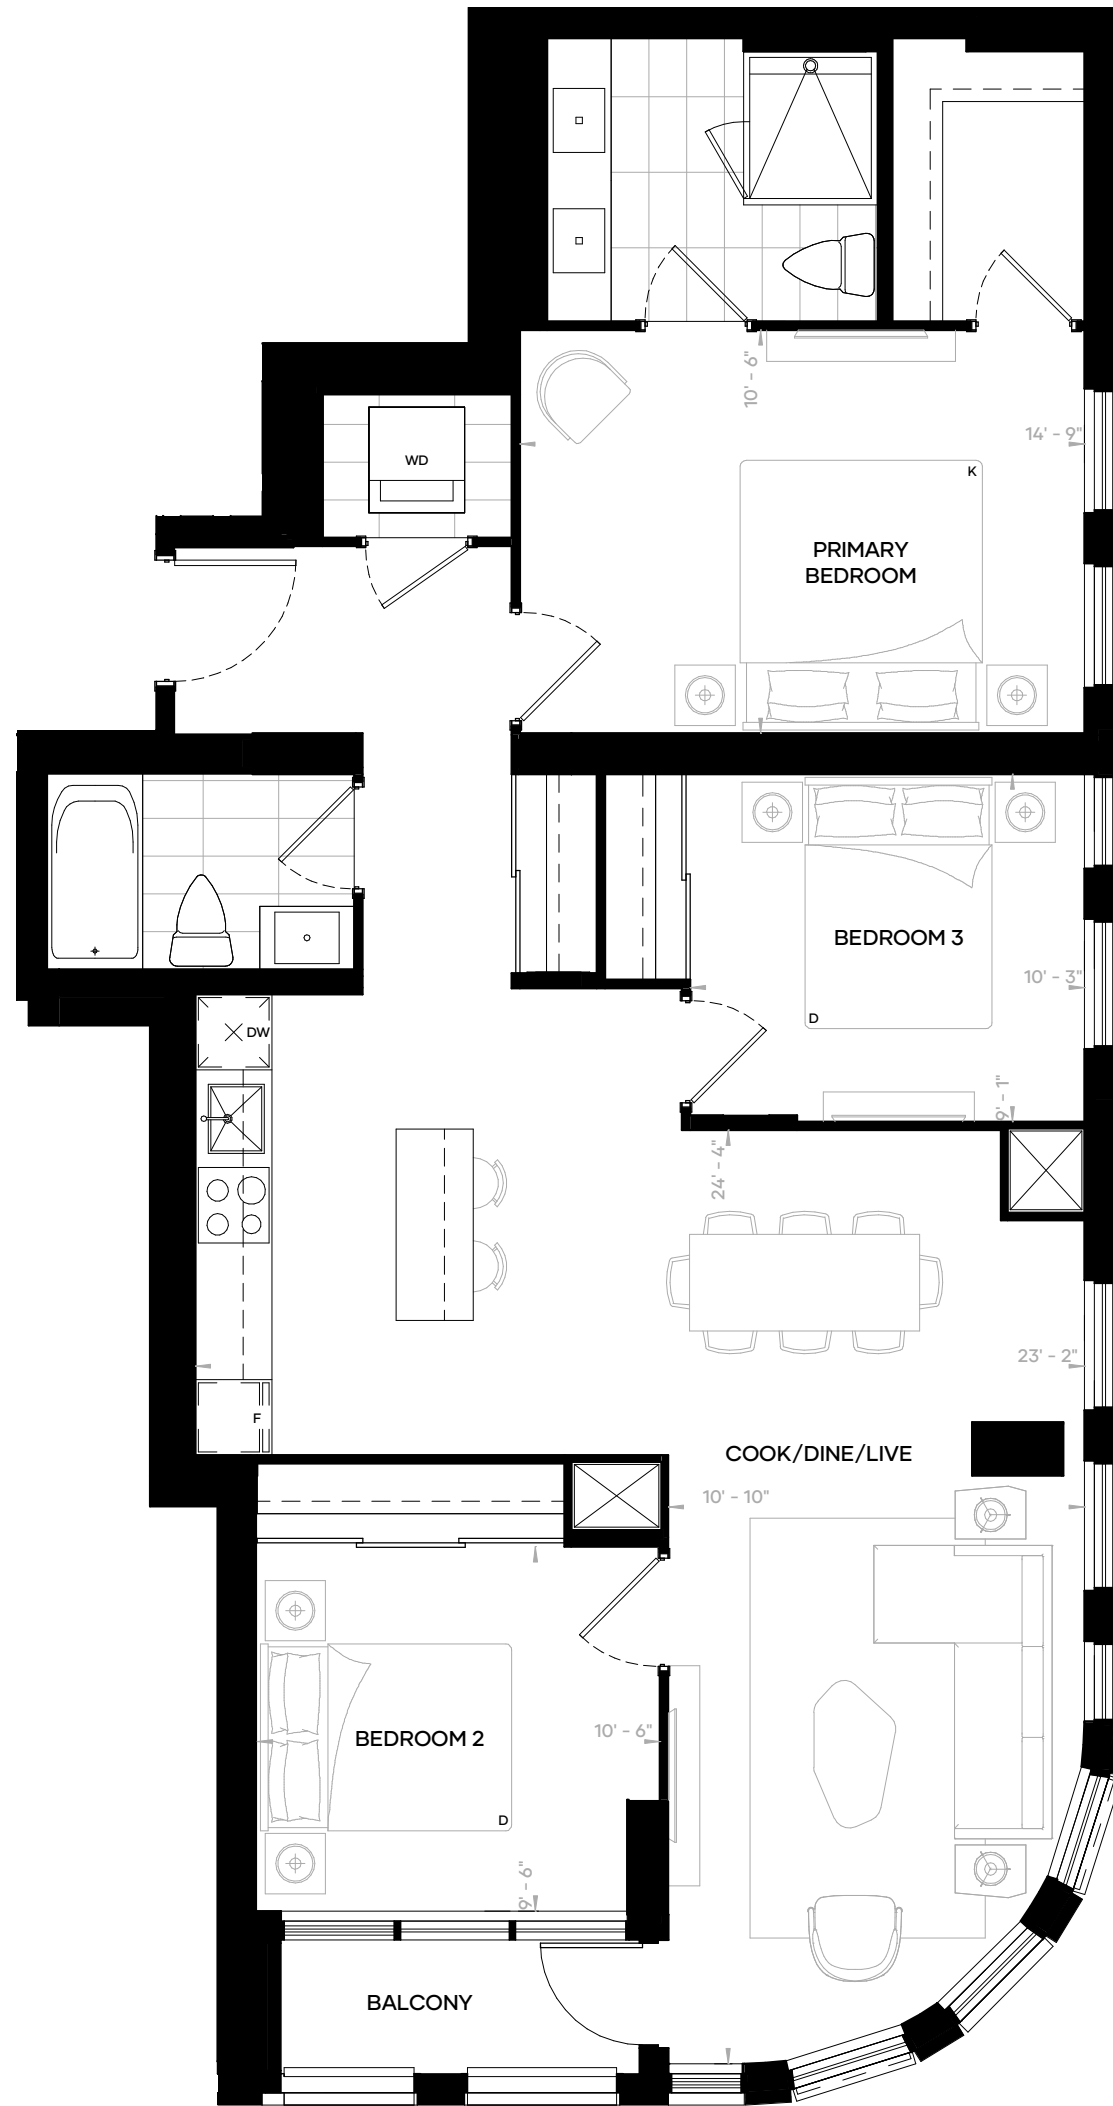 10' - 6"
14' - 9"
WD
K
PRIMARY
BEDROOM
BEDROOM 3
10' - 3"
D
DW
9' - 1"
24' - 4"
23' - 2"
F
COOK/DINE/LIVE
10' - 10"
BEDROOM 2
10' - 6"
D
9' - 6"
BALCONY